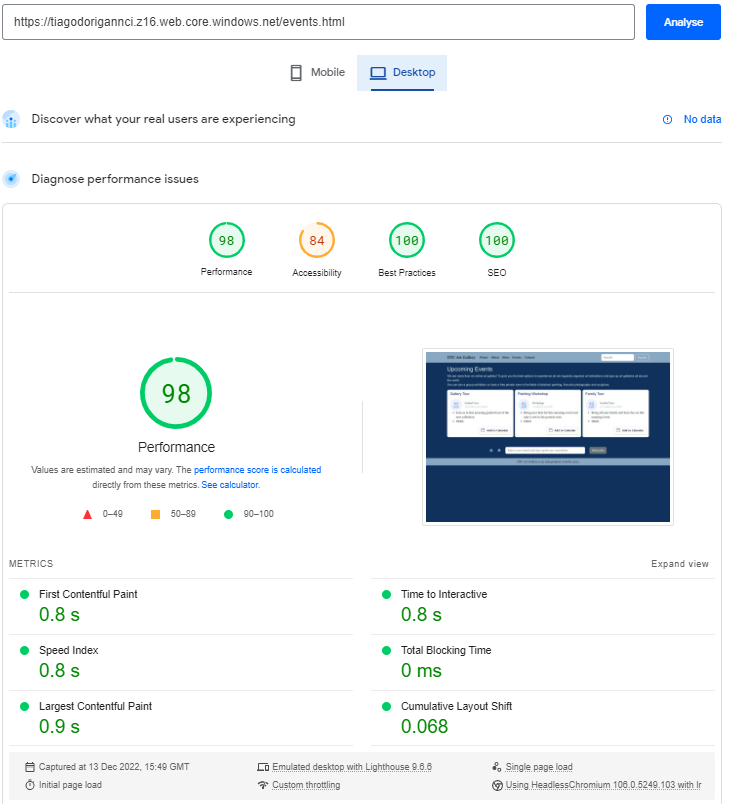 https://tiagodorigannci.z16.web.core.windows.net/events.html
Analyse
Mobile
Desktop
Discover what your real users are experiencing
No data
Diagnose performance issues
98
84
100
100
Performance
Accessibility
Best Practices
SEO
98
Performance
Values are estimated and may vary. The performance score is calculated
directly from these metrics. See calculator.
0–49
50–89
90–100
Upcoming Events
Gallery Tour
Painting Workshop
Family Tour
METRICS
Expand view
First Contentful Paint
0.8 s
Time to Interactive
0.8 s
Speed Index
0.8 s
Total Blocking Time
0 ms
Largest Contentful Paint
0.9 s
Cumulative Layout Shift
0.068
Captured at 13 Dec 2022, 15:49 GMT
Emulated desktop with Lighthouse 9.6.6
Single page load
Initial page load
Custom throttling
Using HeadlessChromium 106.0.5249.103 with lr